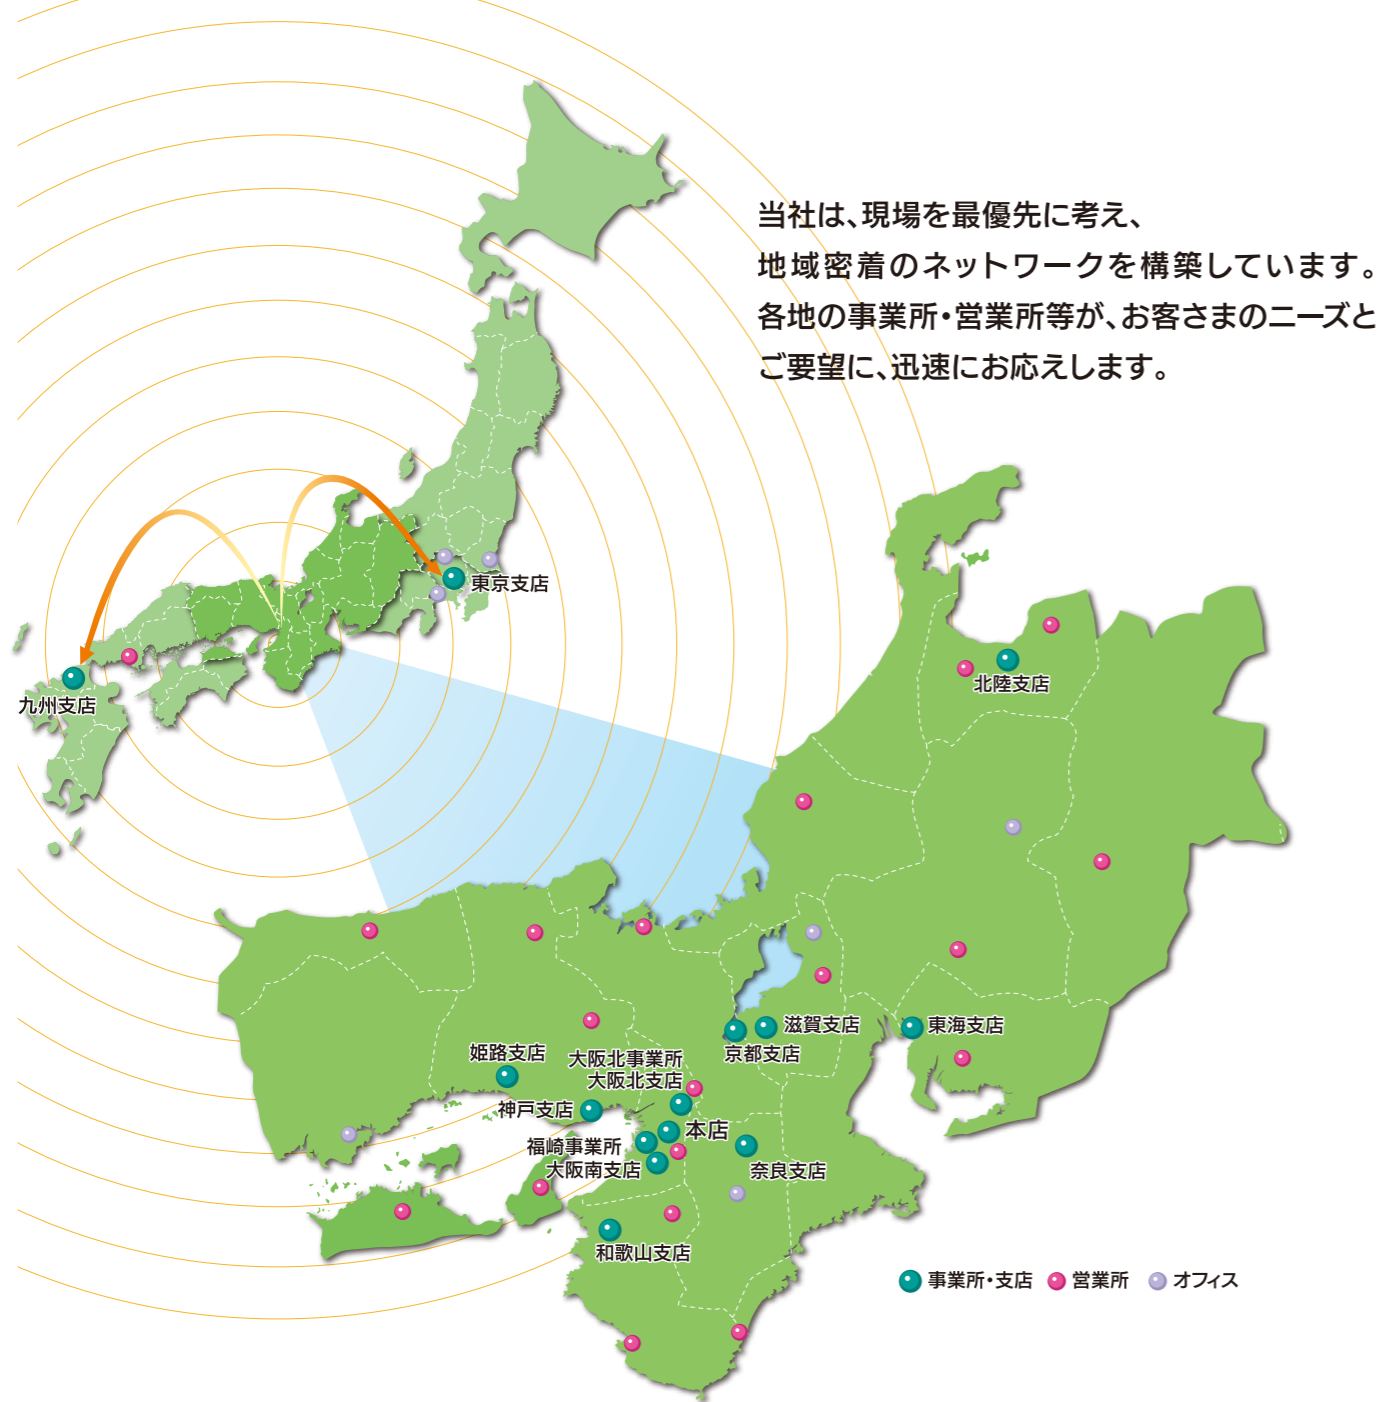 当社は、現場を最優先に考え、
地域密着のネットワークを構築しています。
各地の事業所・営業所等が、お客さまのニーズと
ご要望に、迅速にお応えします。
東京支店
九州支店
北陸支店
滋賀支店
東海支店
京都支店
姫路支店
大阪北事業所
大阪北支店
神戸支店
本店
福崎事業所
大阪南支店
奈良支店
和歌山支店
事業所・支店 営業所 オフィス